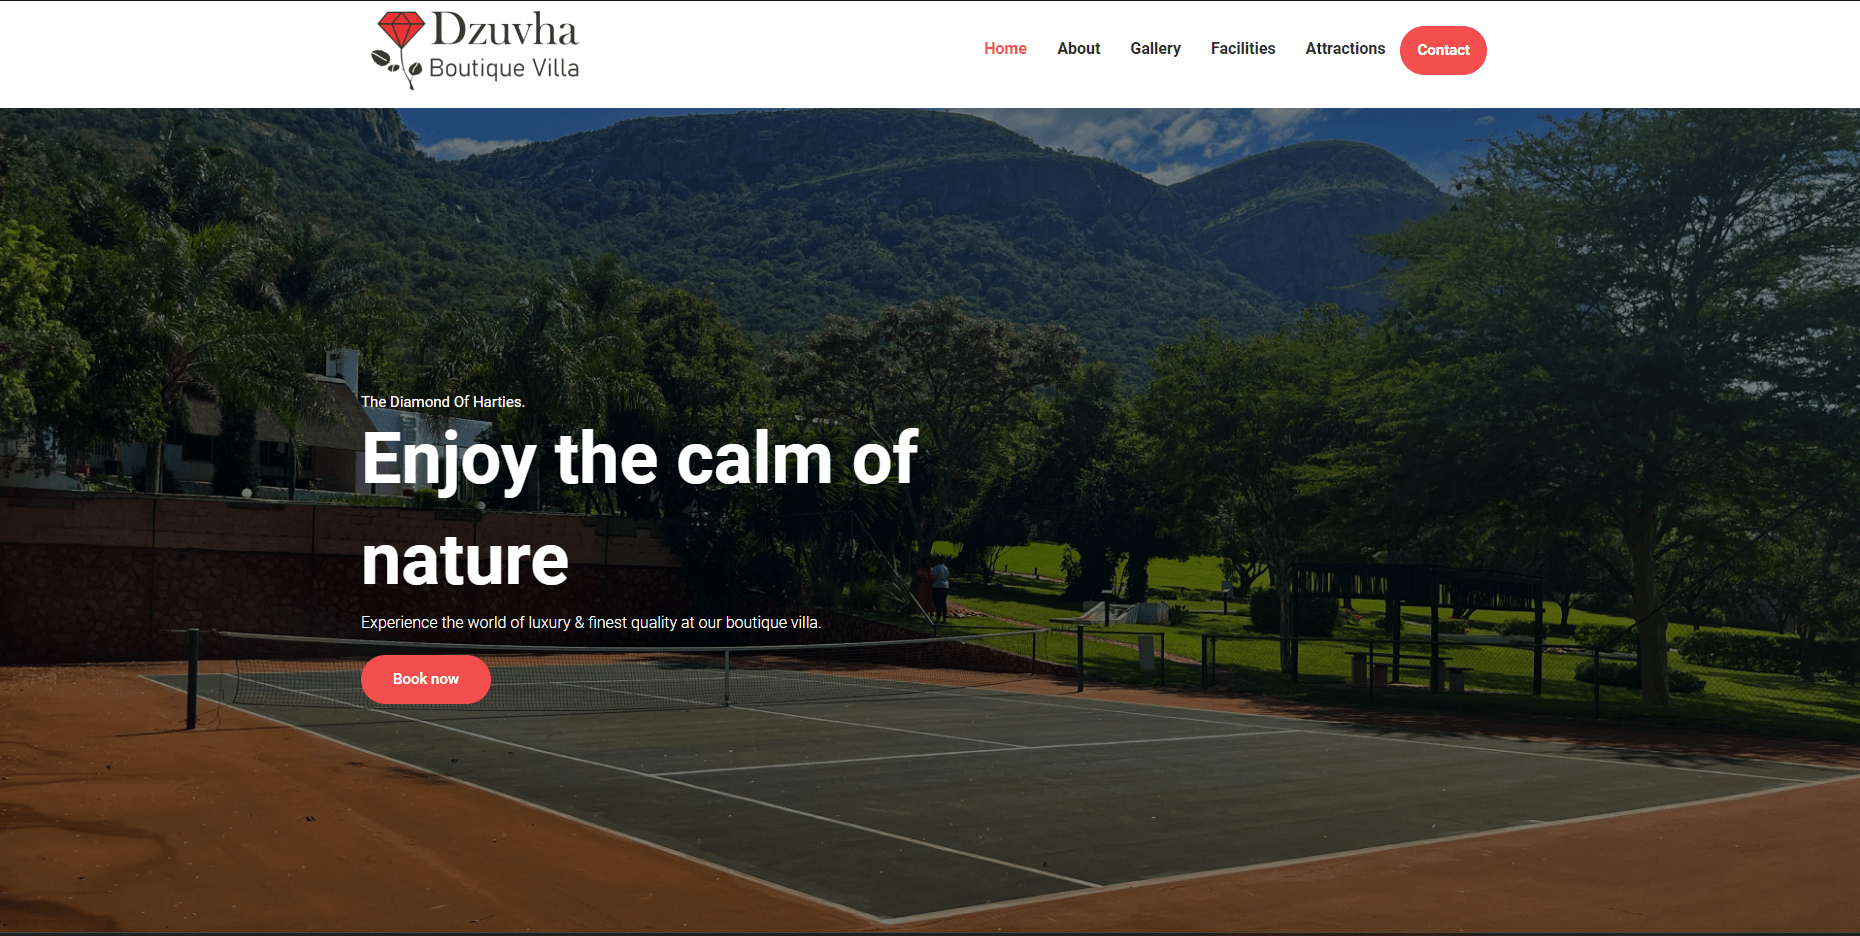 Dzuvha
Boutique Villa
Home About Gallery Facilities Attractions Contact
The Diamond Of Harties.
Enjoy the calm of
nature
Experience the world of luxury & finest quality at our boutique villa.
Book now